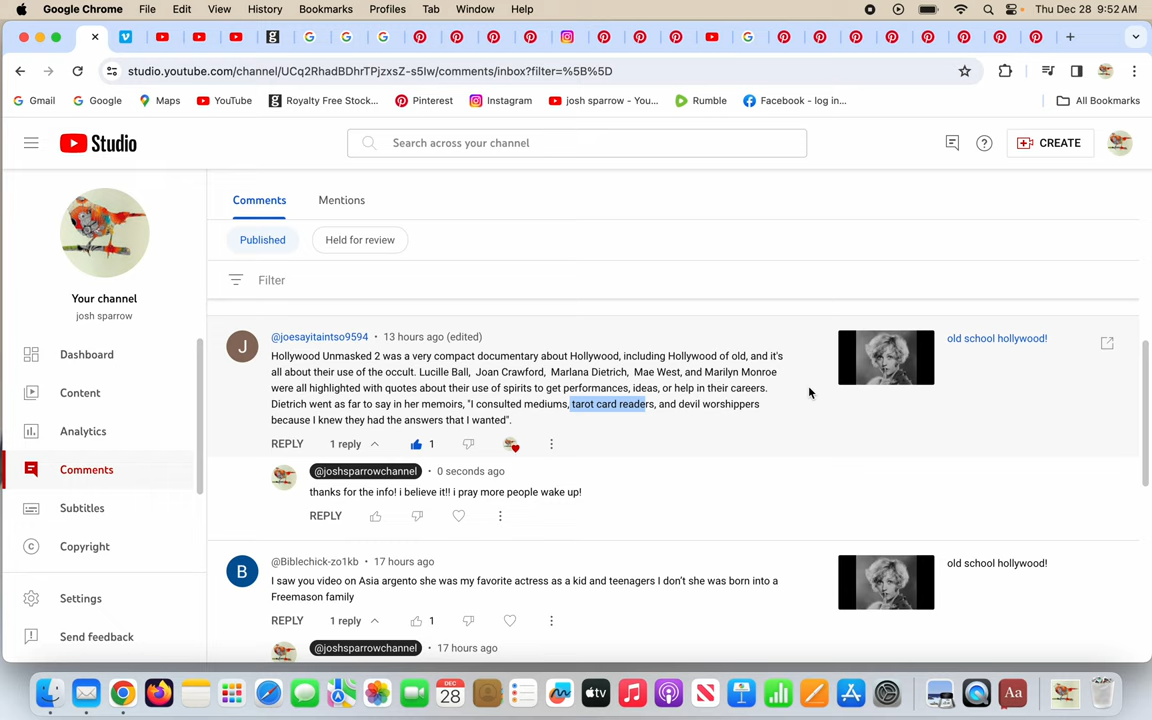 Google Chrome File Edit View History Bookmarks Profiles Tab Window Help Thu Dec 28 9:52 AM
studio.youtube.com/channel/UCq2RhadBDhrTPjzxsZ-s5lw/comments/inbox?filter=%5B%5D
Gmail Google Maps YouTube Royalty Free Stock... Pinterest Instagram josh sparrow - You... Rumble Facebook - log in... All Bookmarks
Studio Search across your channel CREATE
Your channel
josh sparrow
Dashboard
Content
Analytics
Comments
Subtitles
Copyright
Settings
Send feedback
Comments Mentions
Published Held for review
Filter
J @joesayitaintso9594 • 13 hours ago (edited)
Hollywood Unmasked 2 was a very compact documentary about Hollywood, including Hollywood of old, and it's
all about their use of the occult. Lucille Ball, Joan Crawford, Marlana Dietrich, Mae West, and Marilyn Monroe
were all highlighted with quotes about their use of spirits to get performances, ideas, or help in their careers.
Dietrich went as far to say in her memoirs, "I consulted mediums, tarot card readers, and devil worshippers
because I knew they had the answers that I wanted".
REPLY 1 reply 1
old school hollywood!
@joshsparrowchannel • 0 seconds ago
thanks for the info! i believe it!! i pray more people wake up!
REPLY
B @Biblechick-zo1kb • 17 hours ago
I saw you video on Asia argento she was my favorite actress as a kid and teenagers I don't she was born into a
Freemason family
REPLY 1 reply 1
old school hollywood!
@joshsparrowchannel • 17 hours ago
DEC
28
tv
Aa